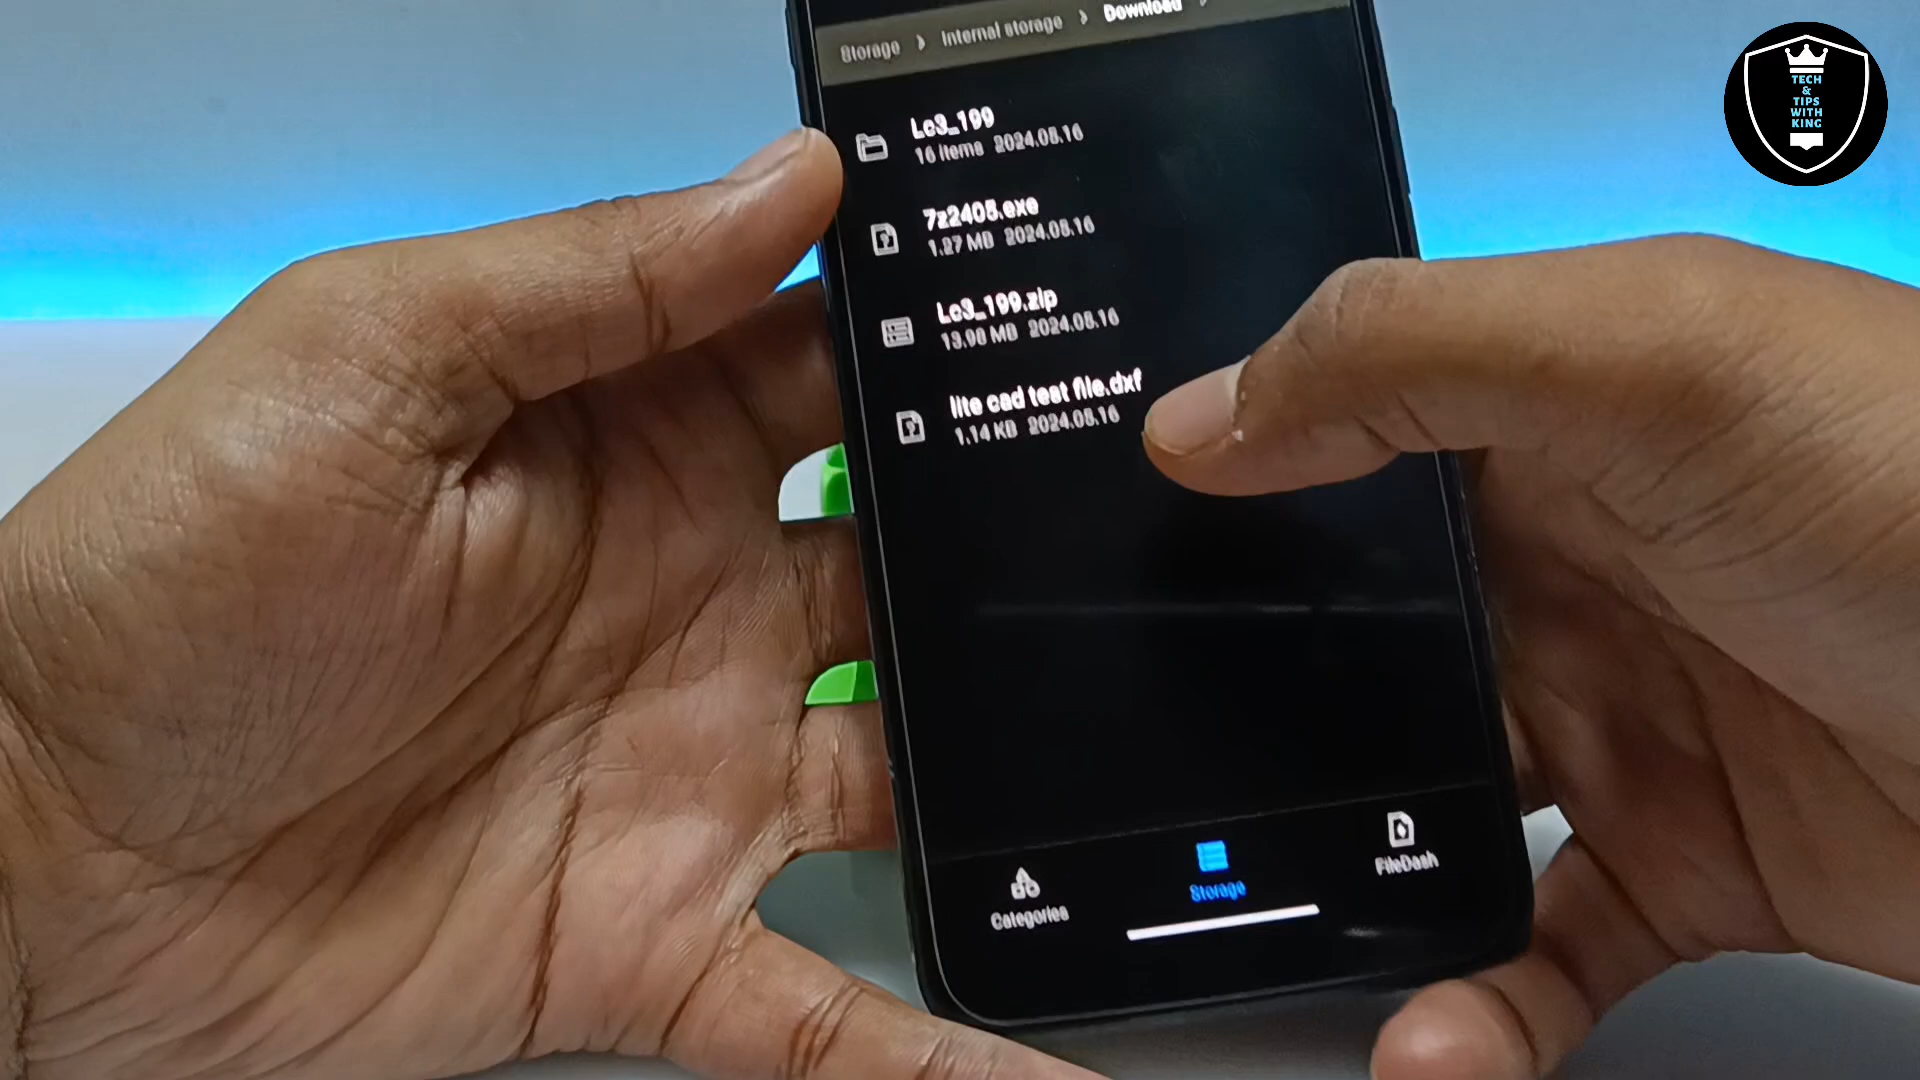 Storage > Internal storage > Download >
Lc3_199
16 items 2024.08.16
7z2405.exe
1.27 MB 2024.08.16
Lc3_199.zip
13.98 MB 2024.08.16
lite cad test file.dxf
1.14 KB 2024.08.16
Categories
Storage
FileDash
TECH
&
TIPS
WITH
KING